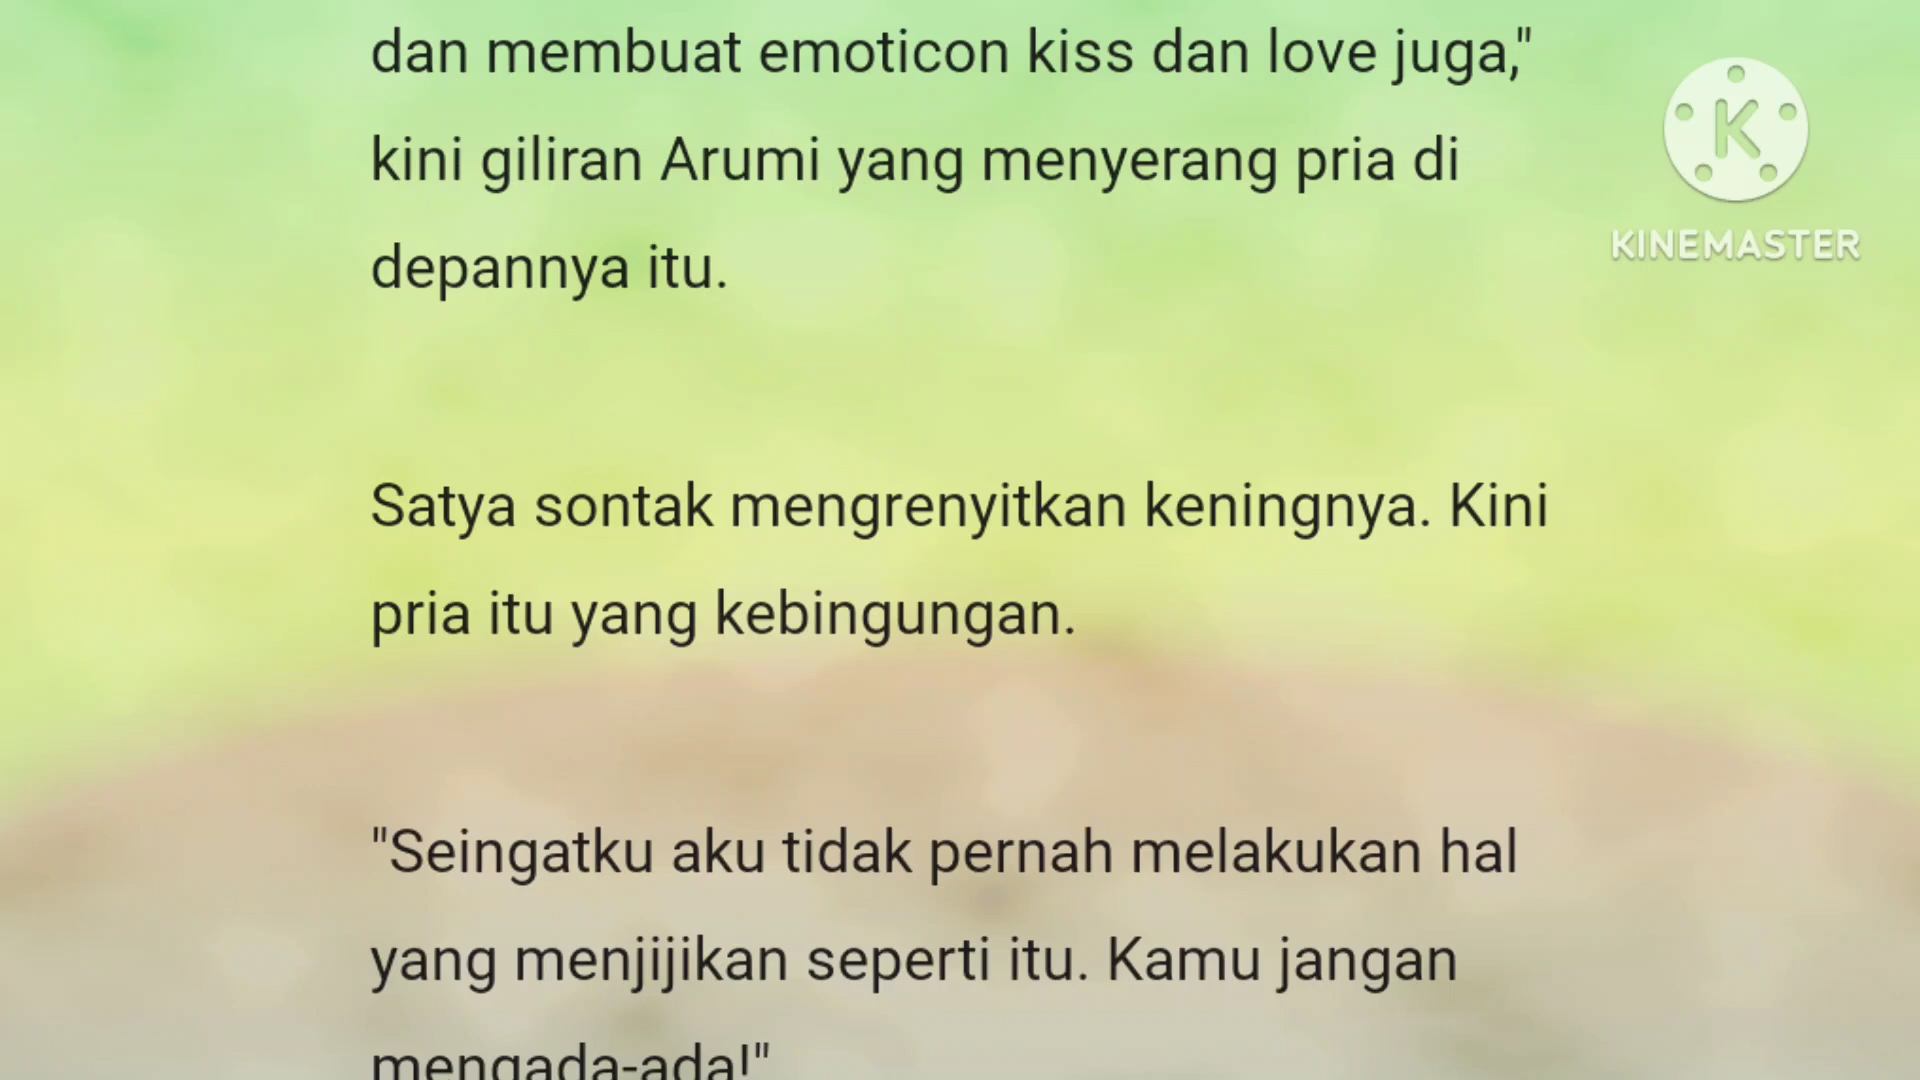 dan membuat emoticon kiss dan love juga,"
kini giliran Arumi yang menyerang pria di
depannya itu.
Satya sontak mengrenyitkan keningnya. Kini
pria itu yang kebingungan.
"Seingatku aku tidak pernah melakukan hal
yang menjijikan seperti itu. Kamu jangan
mengada-ada!"
K
KINEMASTER